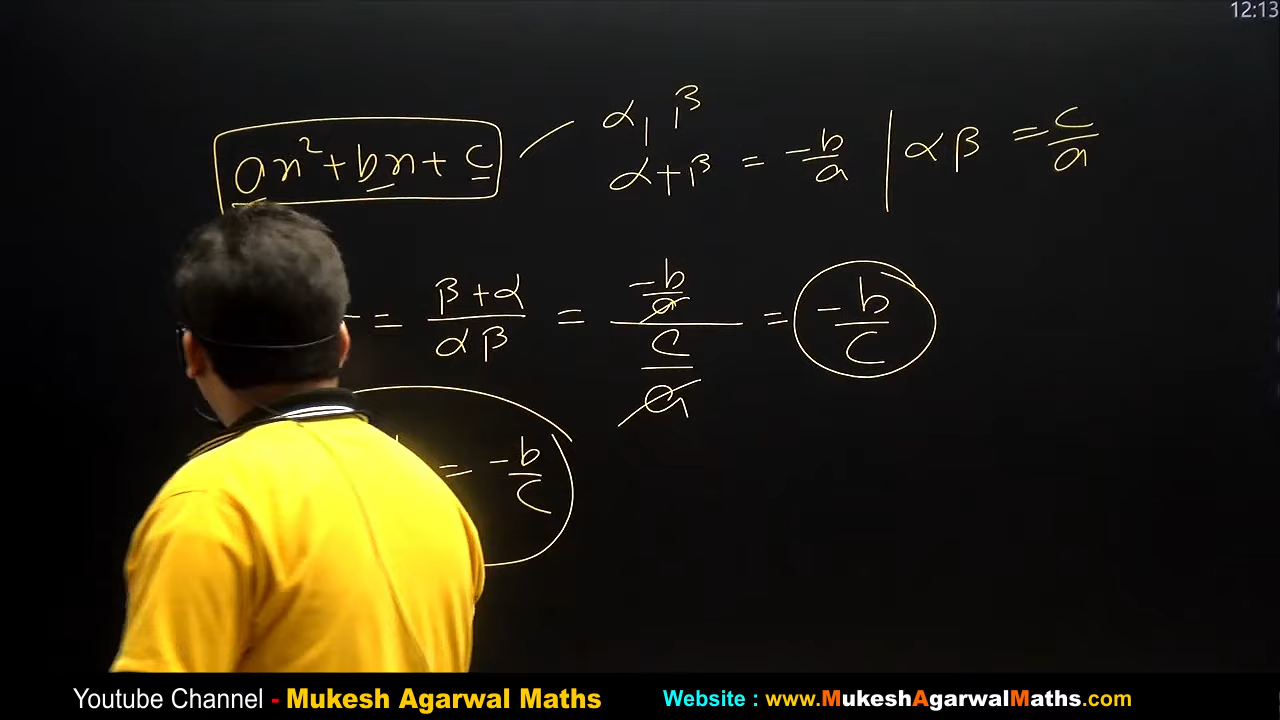 12:13
α, β
ax² + bx + c
α+β = -b/a | αβ = c/a
= β+α/αβ = -b/a/c/a = -b/c
= -b/c
Youtube Channel - Mukesh Agarwal Maths Website : www.MukeshAgarwalMaths.com